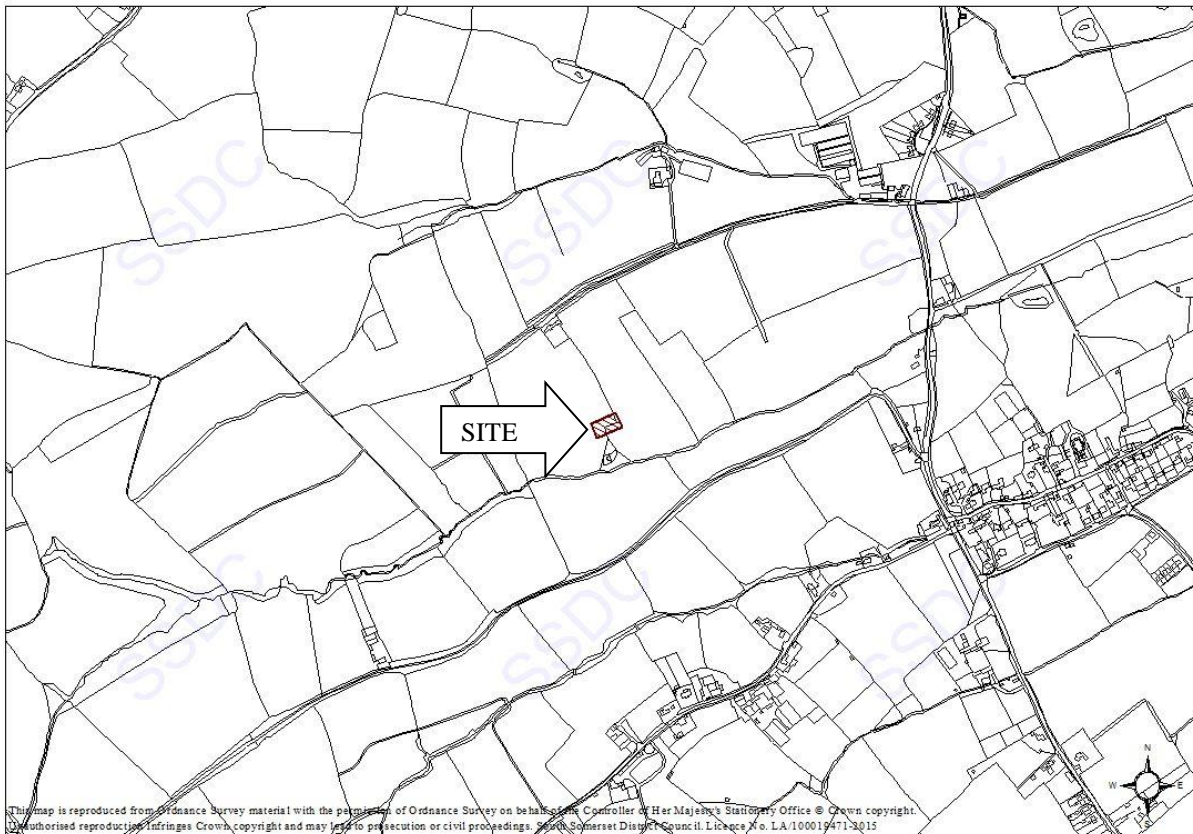 SSDC SSDC SSDC
SITE
SSDC SSDC SSDC
N
W E
S
This map is reproduced from Ordnance Survey material with the permission of Ordnance Survey on behalf of the Controller of Her Majesty's Stationery Office © Crown copyright.
Unauthorised reproduction infringes Crown copyright and may lead to prosecution or civil proceedings. South Somerset District Council. Licence No. LA/100019471-2015